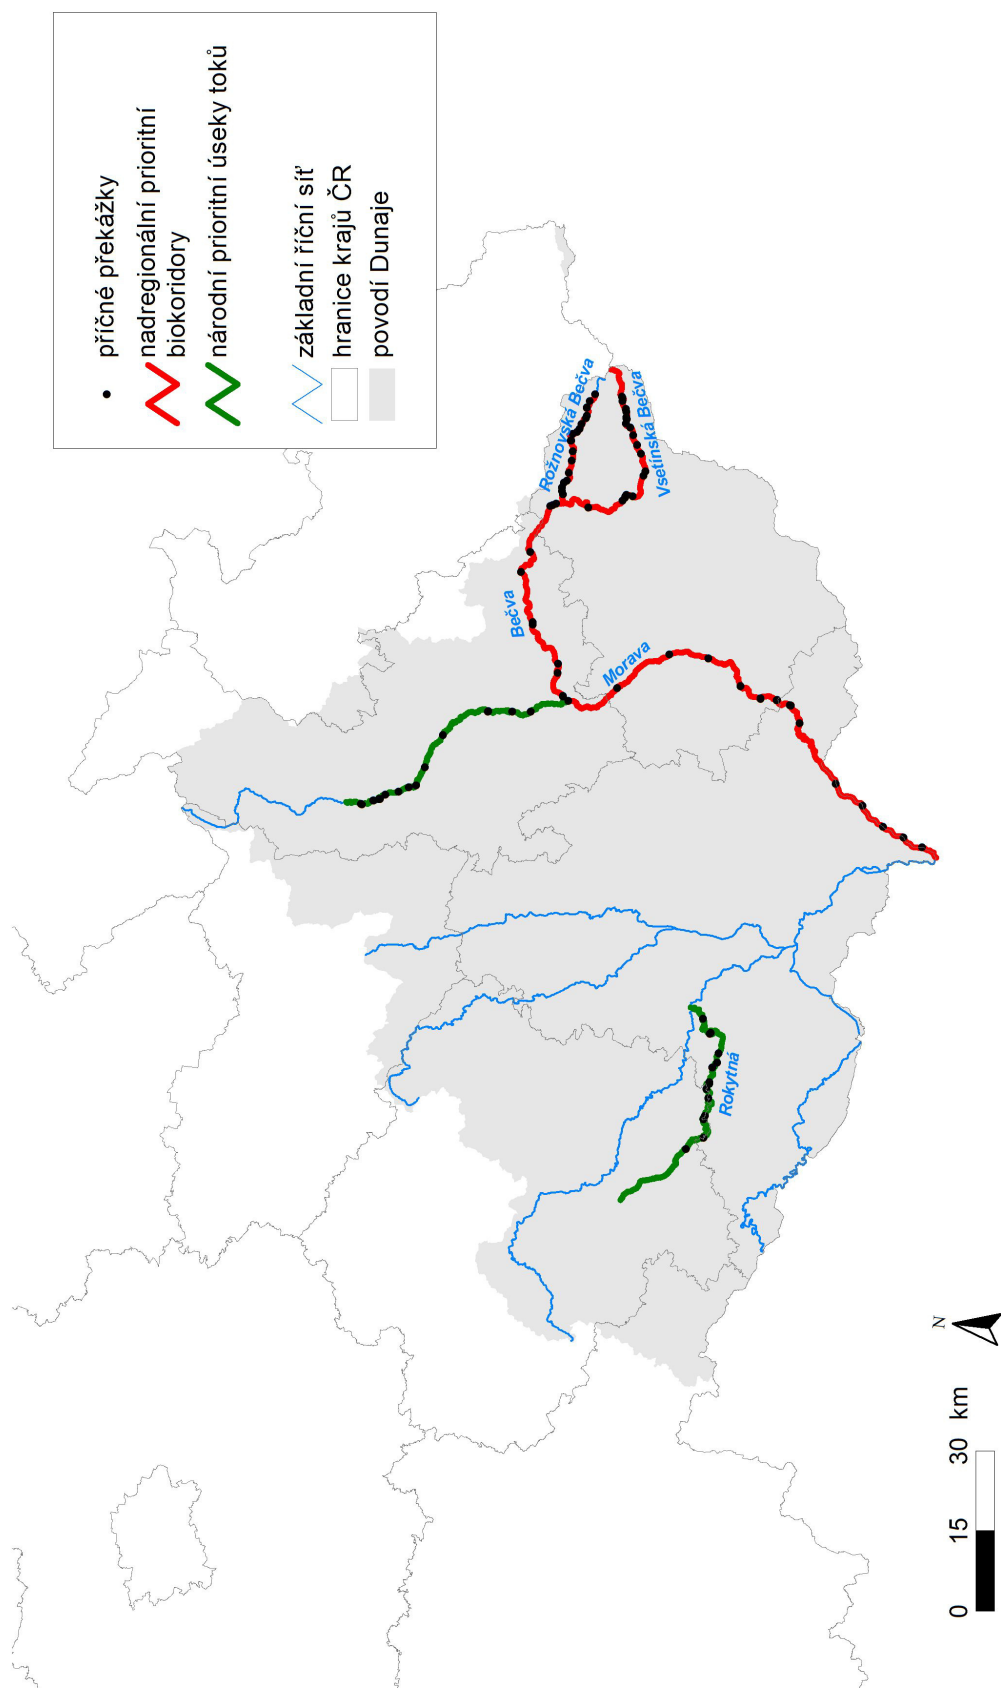 příčné překážky
nadregionální prioritní
biokoridory
národní prioritní úseky toků
základní říční síť
hranice krajů ČR
povodí Dunaje
Rožnovská Bečva
Vsetínská Bečva
Bečva
Morava
Rokytná
N
0 15 30 km